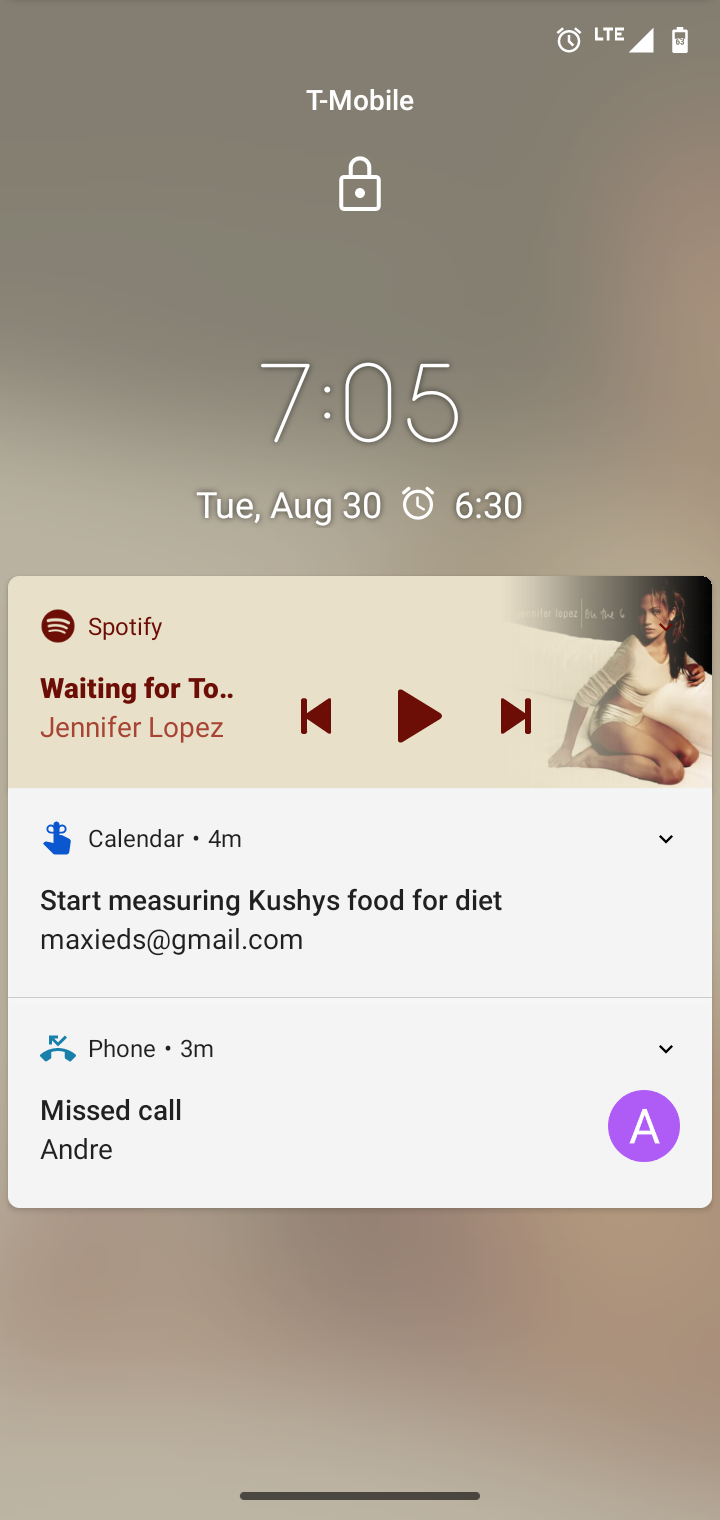 LTE
63
T-Mobile
7:05
Tue, Aug 30 6:30
Spotify
jennifer lopez | On the 6
Waiting for To..
Jennifer Lopez
Calendar • 4m
Start measuring Kushys food for diet
maxieds@gmail.com
Phone • 3m
Missed call
Andre
A